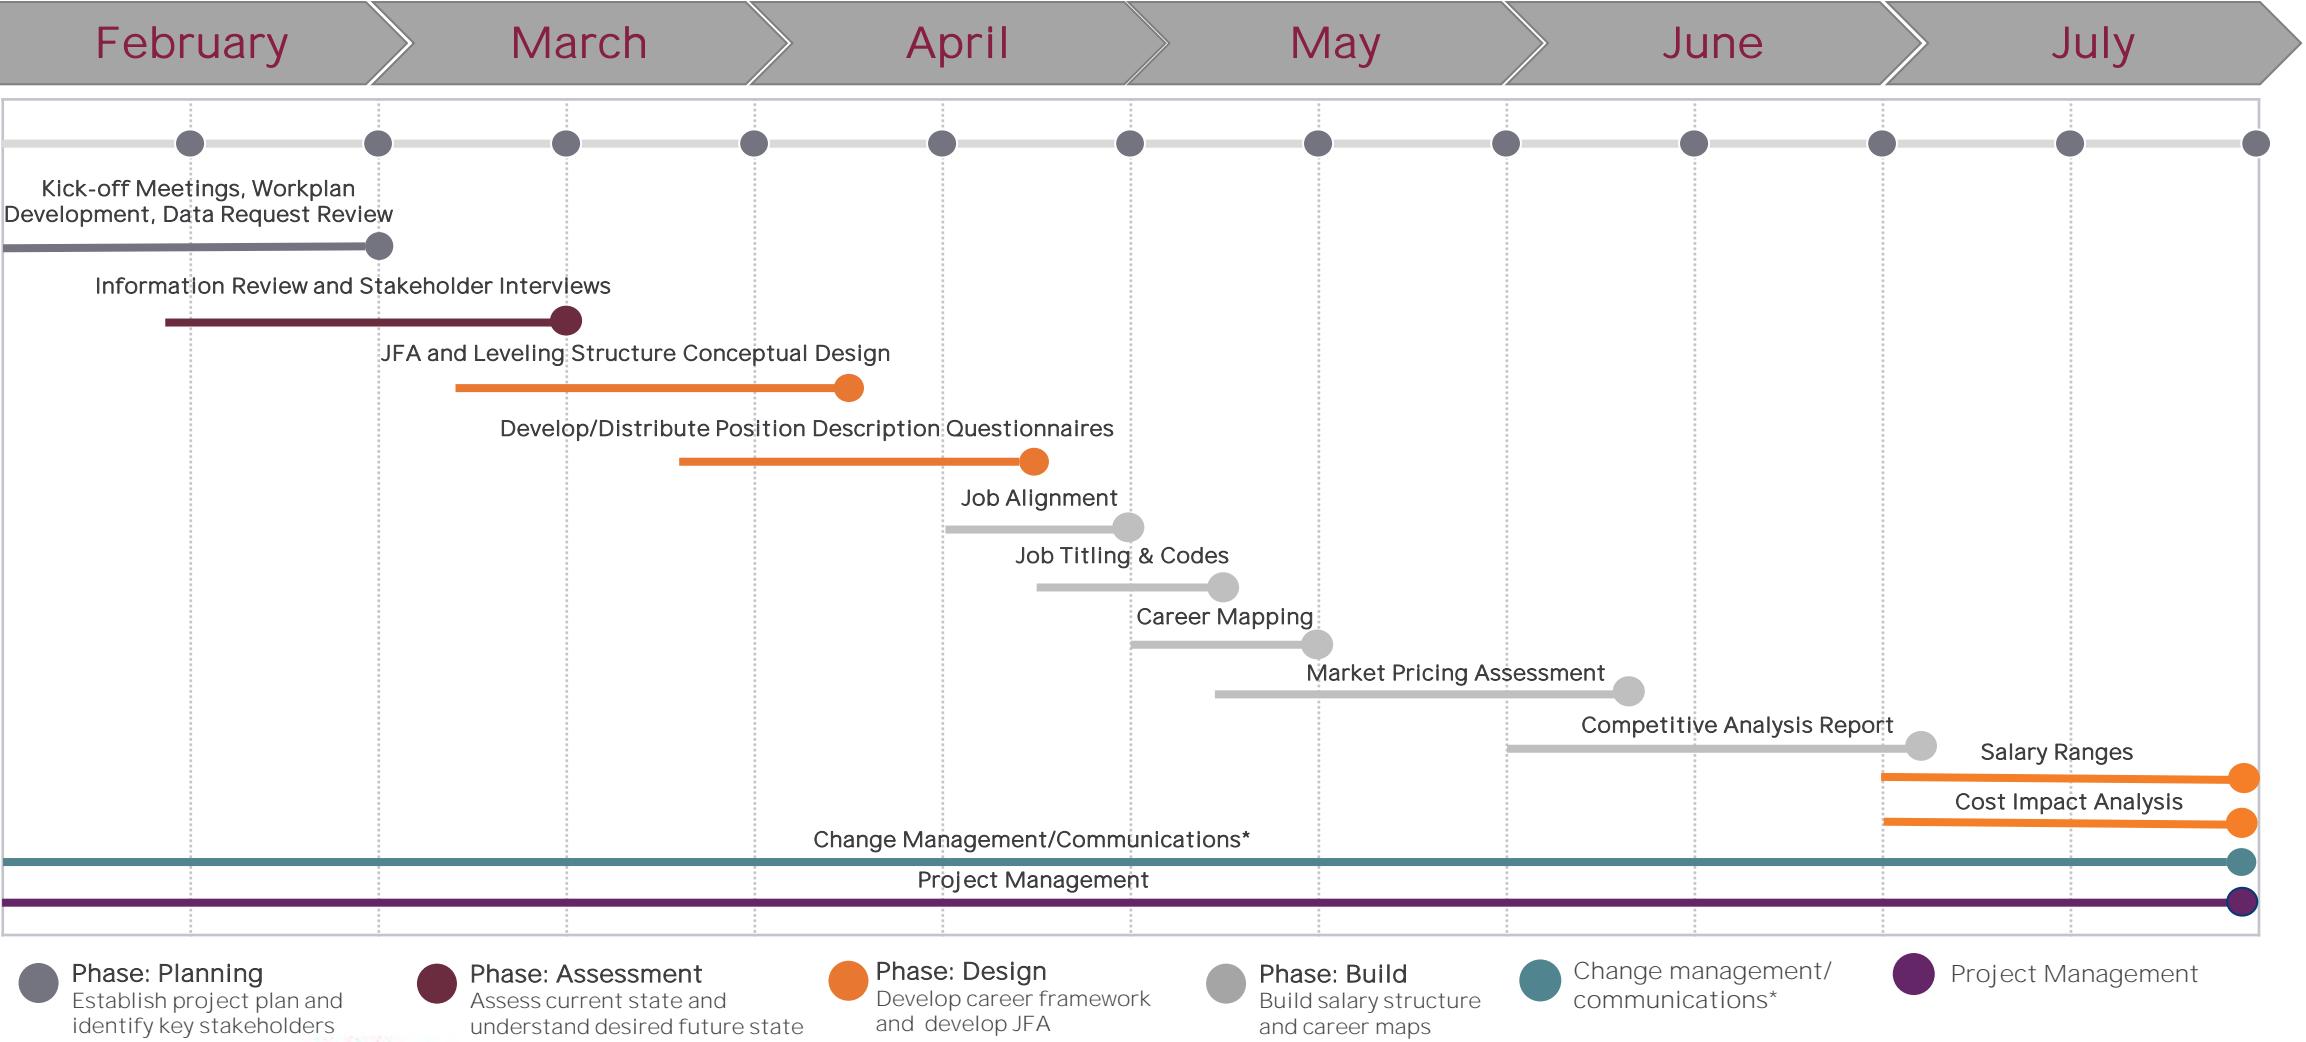 February March April May June July
Kick-off Meetings, Workplan
Development, Data Request Review
Information Review and Stakeholder Interviews
JFA and Leveling Structure Conceptual Design
Develop/Distribute Position Description Questionnaires
Job Alignment
Job Titling & Codes
Career Mapping
Market Pricing Assessment
Competitive Analysis Report
Salary Ranges
Cost Impact Analysis
Change Management/Communications*
Project Management
Phase: Planning
Establish project plan and
identify key stakeholders
Phase: Assessment
Assess current state and
understand desired future state
Phase: Design
Develop career framework
and develop JFA
Phase: Build
Build salary structure
and career maps
Change management/
communications*
Project Management